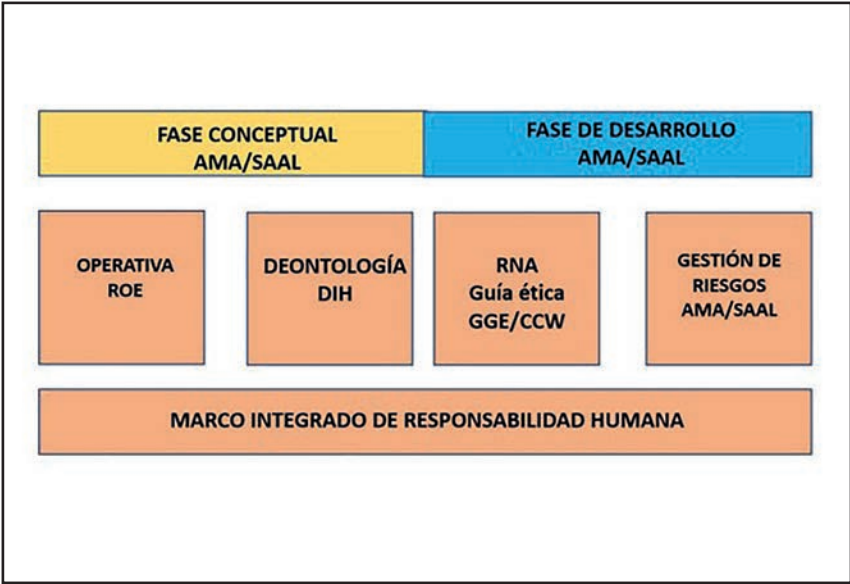 FASE CONCEPTUAL
AMA/SAAL
FASE DE DESARROLLO
AMA/SAAL
OPERATIVA
ROE
DEONTOLOGÍA
DIH
RNA
Guía ética
GGE/CCW
GESTIÓN DE
RIESGOS
AMA/SAAL
MARCO INTEGRADO DE RESPONSABILIDAD HUMANA